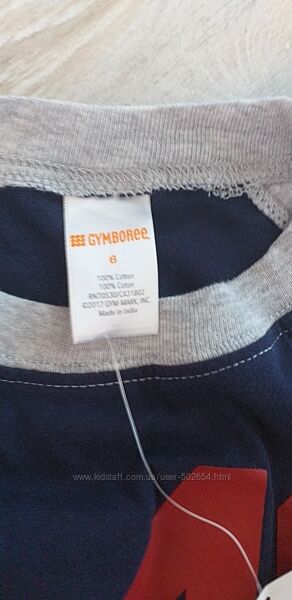 GYMBOREE
6
100% Cotton
100% Coton
RN70530/CA31802
©2017 GYM-MARK, INC.
Made in India
www.kidstaff.com.ua/user-502654.html